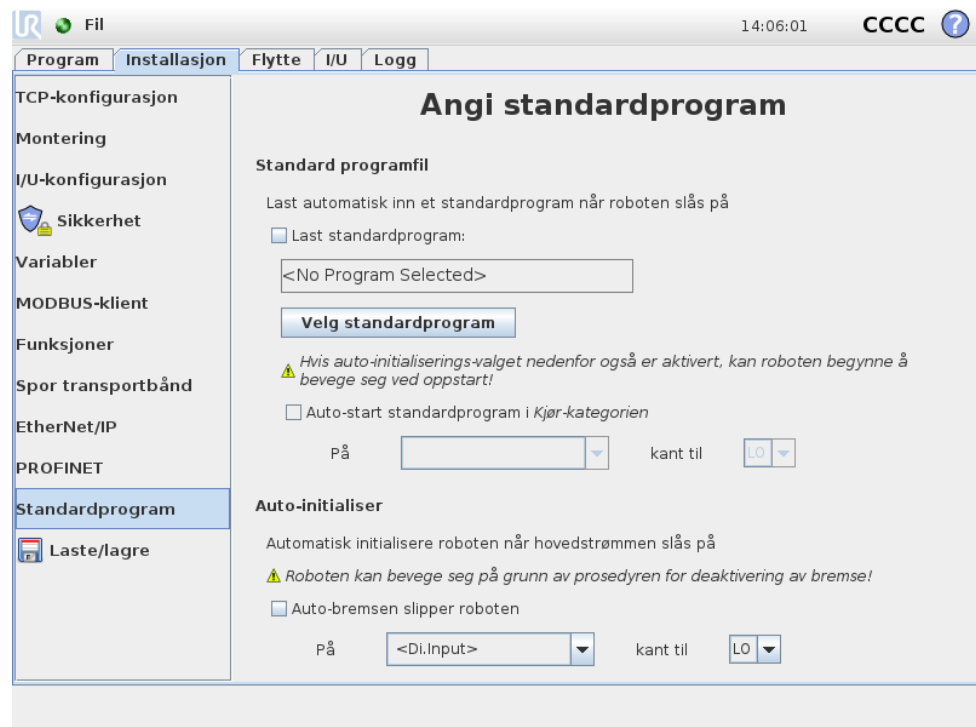 UR Fil 14:06:01 CCCC ?
Program Installasjon Flytte I/U Logg
TCP-konfigurasjon
Montering
I/U-konfigurasjon
Sikkerhet
Variabler
MODBUS-klient
Funksjoner
Spor transportbånd
EtherNet/IP
PROFINET
Standardprogram
Laste/lagre
Angi standardprogram
Standard programfil
Last automatisk inn et standardprogram når roboten slås på
Last standardprogram:
<No Program Selected>
Velg standardprogram
Hvis auto-initialiserings-valget nedenfor også er aktivert, kan roboten begynne å
bevege seg ved oppstart!
Auto-start standardprogram i Kjør-kategorien
På kant til LO
Auto-initialiser
Automatisk initialisere roboten når hovedstrømmen slås på
Roboten kan bevege seg på grunn av prosedyren for deaktivering av bremse!
Auto-bremsen slipper roboten
På <Di.Input> kant til LO